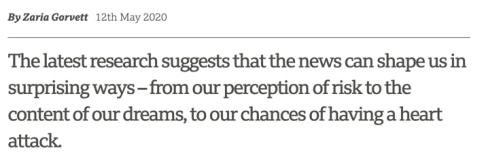 By Zaria Gorvett 12th May 2020
The latest research suggests that the news can shape us in
surprising ways – from our perception of risk to the
content of our dreams, to our chances of having a heart
attack.